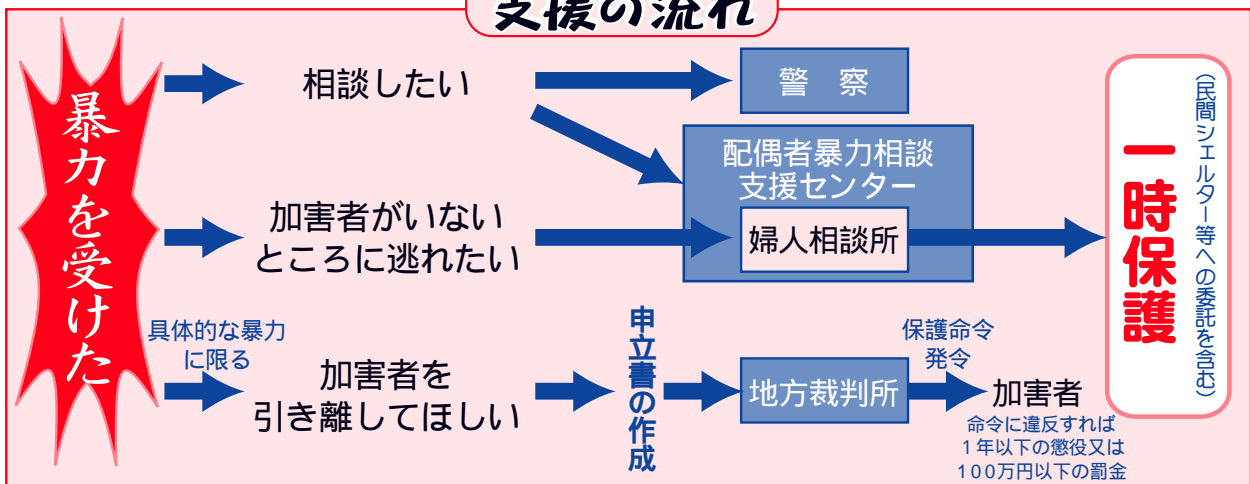 支援の流れ
暴力を受けた
相談したい
警　察
配偶者暴力相談
支援センター
加害者がいない
ところに逃れたい
婦人相談所
一時保護
（民間シェルター等への委託を含む）
具体的な暴力
に限る
加害者を
引き離してほしい
申立書の作成
地方裁判所
保護命令
発令
加害者
命令に違反すれば
1年以下の懲役又は
100万円以下の罰金